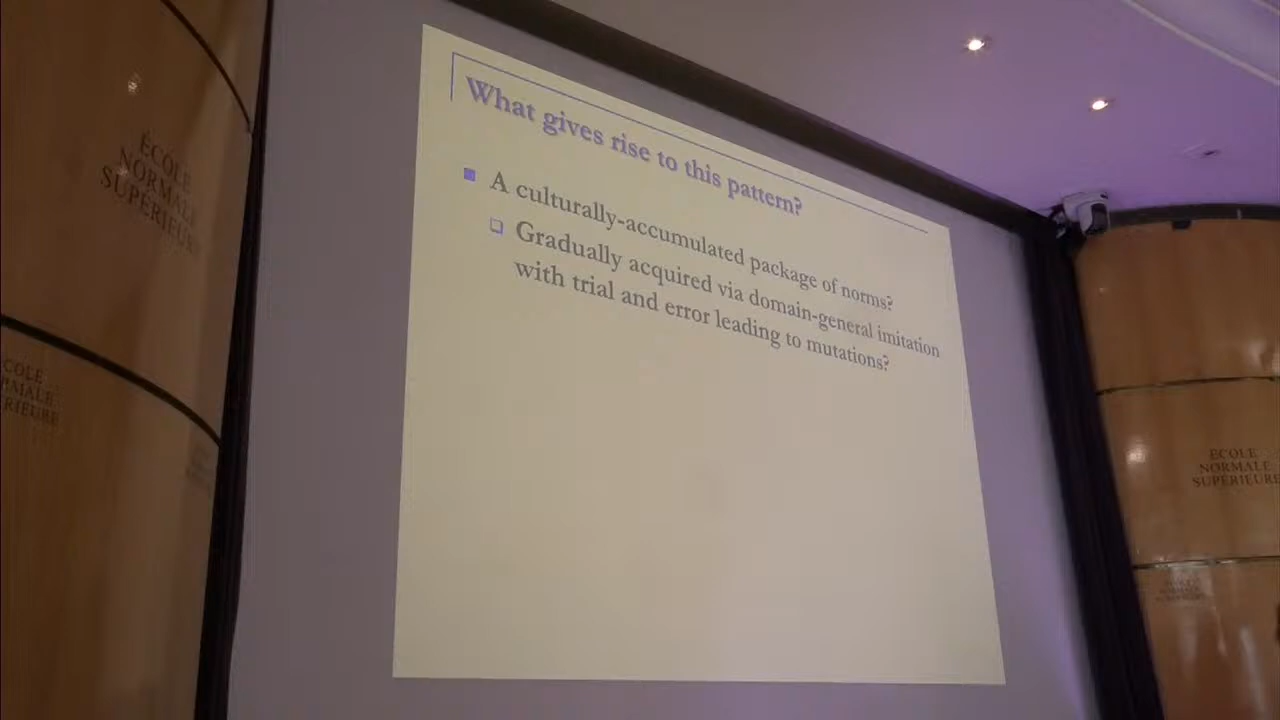 What gives rise to this pattern?
A culturally-accumulated package of norms?
Gradually acquired via domain-general imitation
with trial and error leading to mutations?
ÉCOLE
NORMALE
SUPÉRIEURE
ÉCOLE
NORMALE
SUPÉRIEURE